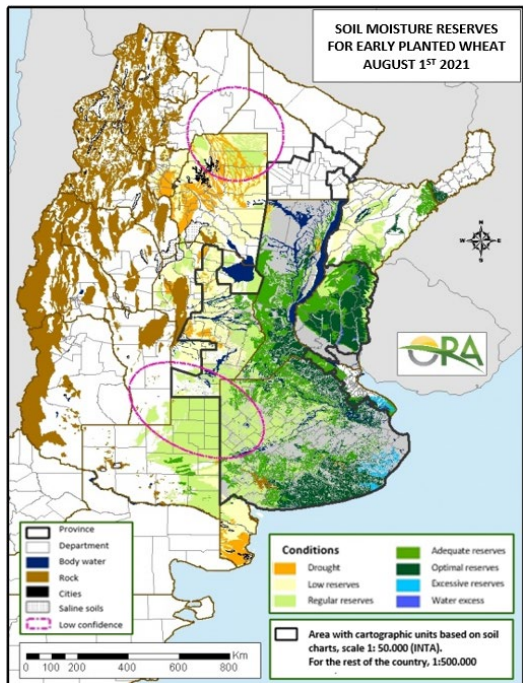 SOIL MOISTURE RESERVES
FOR EARLY PLANTED WHEAT
AUGUST 1ST 2021
N
W E
S
ORA
Province
Department
Body water
Rock
Cities
Saline soils
Low confidence
Conditions
Drought
Low reserves
Regular reserves
Adequate reserves
Optimal reserves
Excessive reserves
Water excess
Area with cartographic units based on soil
charts, scale 1: 50.000 (INTA).
For the rest of the country, 1:500.000
0 100 200 400 600 800 Km